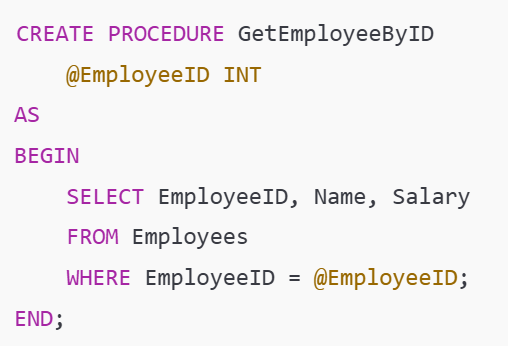 CREATE PROCEDURE GetEmployeeByID
    @EmployeeID INT
AS
BEGIN
    SELECT EmployeeID, Name, Salary
    FROM Employees
    WHERE EmployeeID = @EmployeeID;
END;